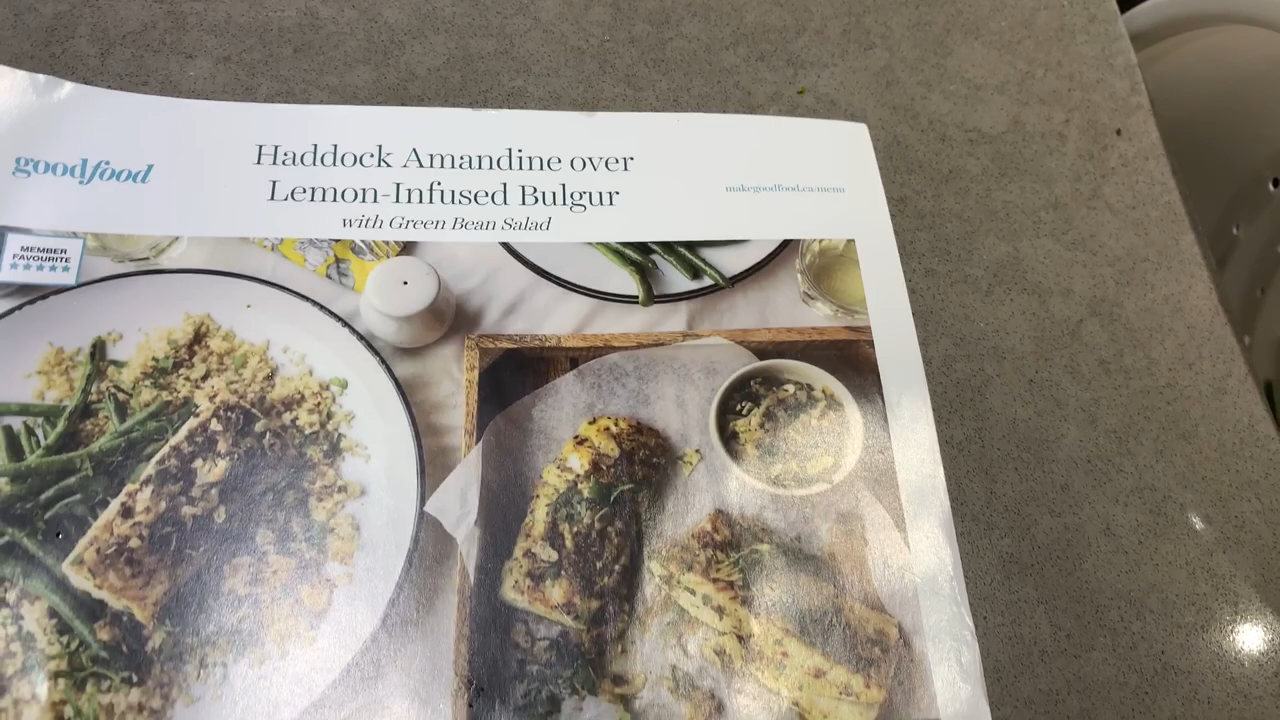 goodfood
Haddock Amandine over
Lemon-Infused Bulgur
with Green Bean Salad
makegoodfood.ca/menu
MEMBER
FAVOURITE